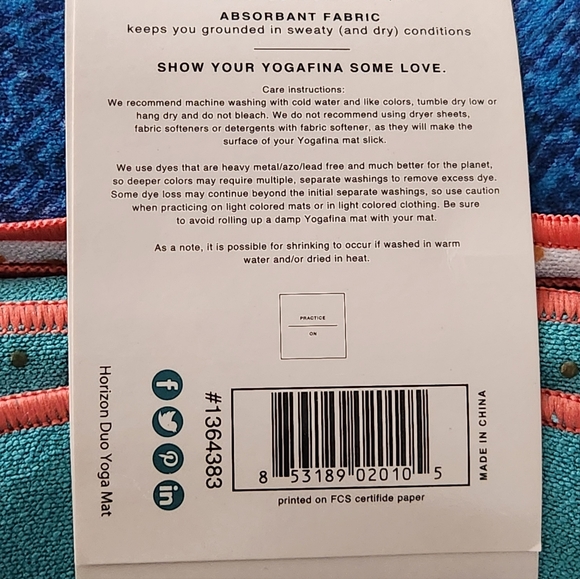 ABSORBANT FABRIC
keeps you grounded in sweaty (and dry) conditions
SHOW YOUR YOGAFINA SOME LOVE.
Care instructions:
We recommend machine washing with cold water and like colors, tumble dry low or
hang dry and do not bleach. We do not recommend using dryer sheets,
fabric softeners or detergents with fabric softener, as they will make the
surface of your Yogafina mat slick.
We use dyes that are heavy metal/azo/lead free and much better for the planet,
so deeper colors may require multiple, separate washings to remove excess dye.
Some dye loss may continue beyond the initial separate washings, so use caution
when practicing on light colored mats or in light colored clothing. Be sure
to avoid rolling up a damp Yogafina mat with your mat.
As a note, it is possible for shrinking to occur if washed in warm
water and/or dried in heat.
PRACTICE
ON
Horizon Duo Yoga Mat
#1364383
8 53189 02010 5
MADE IN CHINA
printed on FCS certifide paper